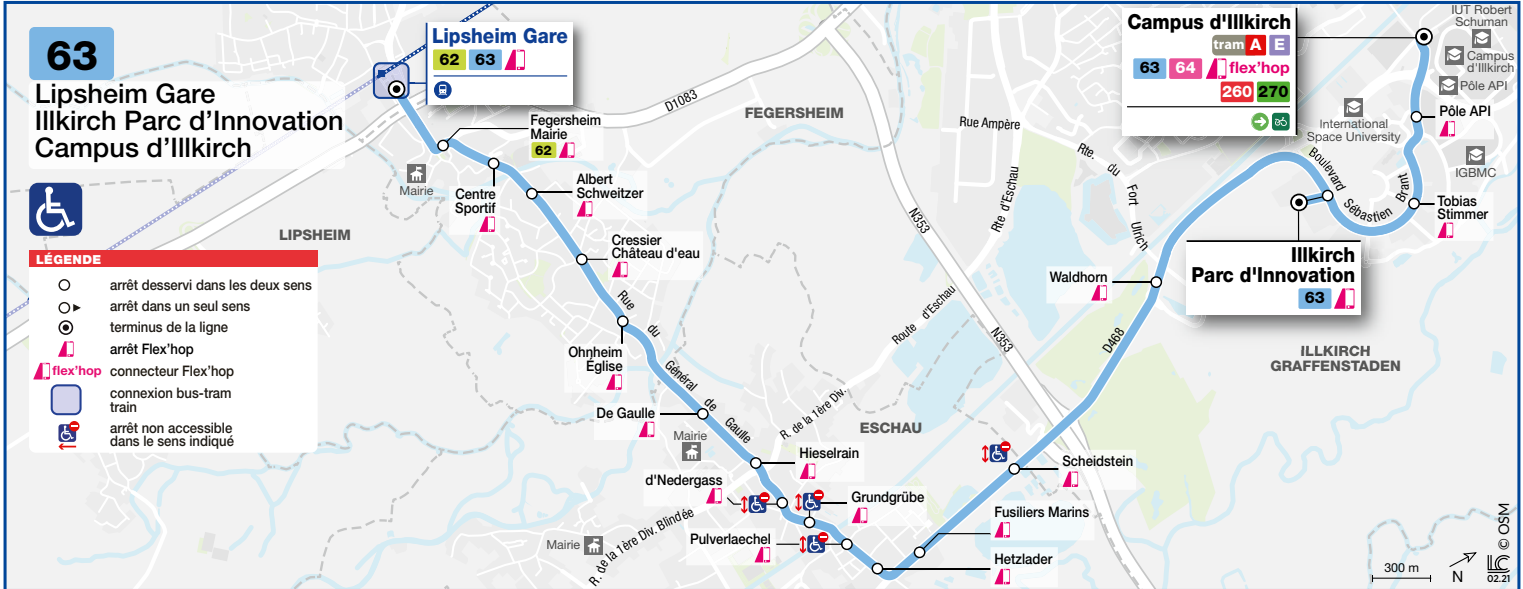 63
Lipsheim Gare
Illkirch Parc d'Innovation
Campus d'Illkirch
LÉGENDE
arrêt desservi dans les deux sens
arrêt dans un seul sens
terminus de la ligne
arrêt Flex'hop
flex'hop connecteur Flex'hop
connexion bus-tram
train
arrêt non accessible
dans le sens indiqué
Lipsheim Gare
62 63
D1083
FEGERSHEIM
LIPSHEIM
Fegersheim
Mairie
62
Mairie
Centre
Sportif
Albert
Schweitzer
Cressier
Château d'eau
Rue du Général de Gaulle
Ohnheim
Église
De Gaulle
Mairie
Hieselrain
d'Nedergass
Grundgrübe
Pulverlaechel
Mairie
R. de la 1ère Div. Blindée
R. de la 1ère Div.
Route d'Eschau
ESCHAU
Hetzlader
Fusiliers Marins
Scheidstein
N353
N353
Rue Ampère
Rte d'Eschau
Rte. du Fort Ulrich
Waldhorn
D468
Campus d'Illkirch
tram A E
63 64 flex'hop
260 270
International
Space University
Boulevard Sébastien Brant
Illkirch
Parc d'Innovation
63
ILLKIRCH
GRAFFENSTADEN
IUT Robert
Schuman
Campus
d'Illkirch
Pôle API
Pôle API
IGBMC
Tobias
Stimmer
300 m
N
LC © OSM
02.21